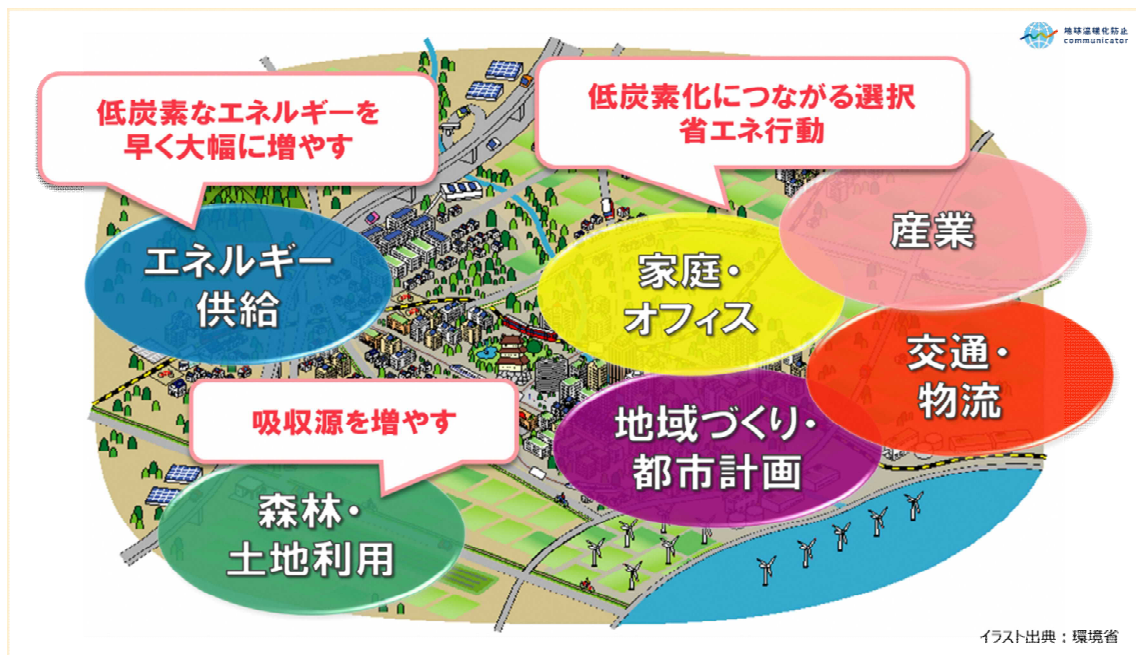 地球温暖化防止
communicator
低炭素なエネルギーを
早く大幅に増やす
低炭素化につながる選択
省エネ行動
エネルギー
供給
家庭・
オフィス
産業
交通・
物流
吸収源を増やす
地域づくり・
都市計画
森林・
土地利用
イラスト出典：環境省